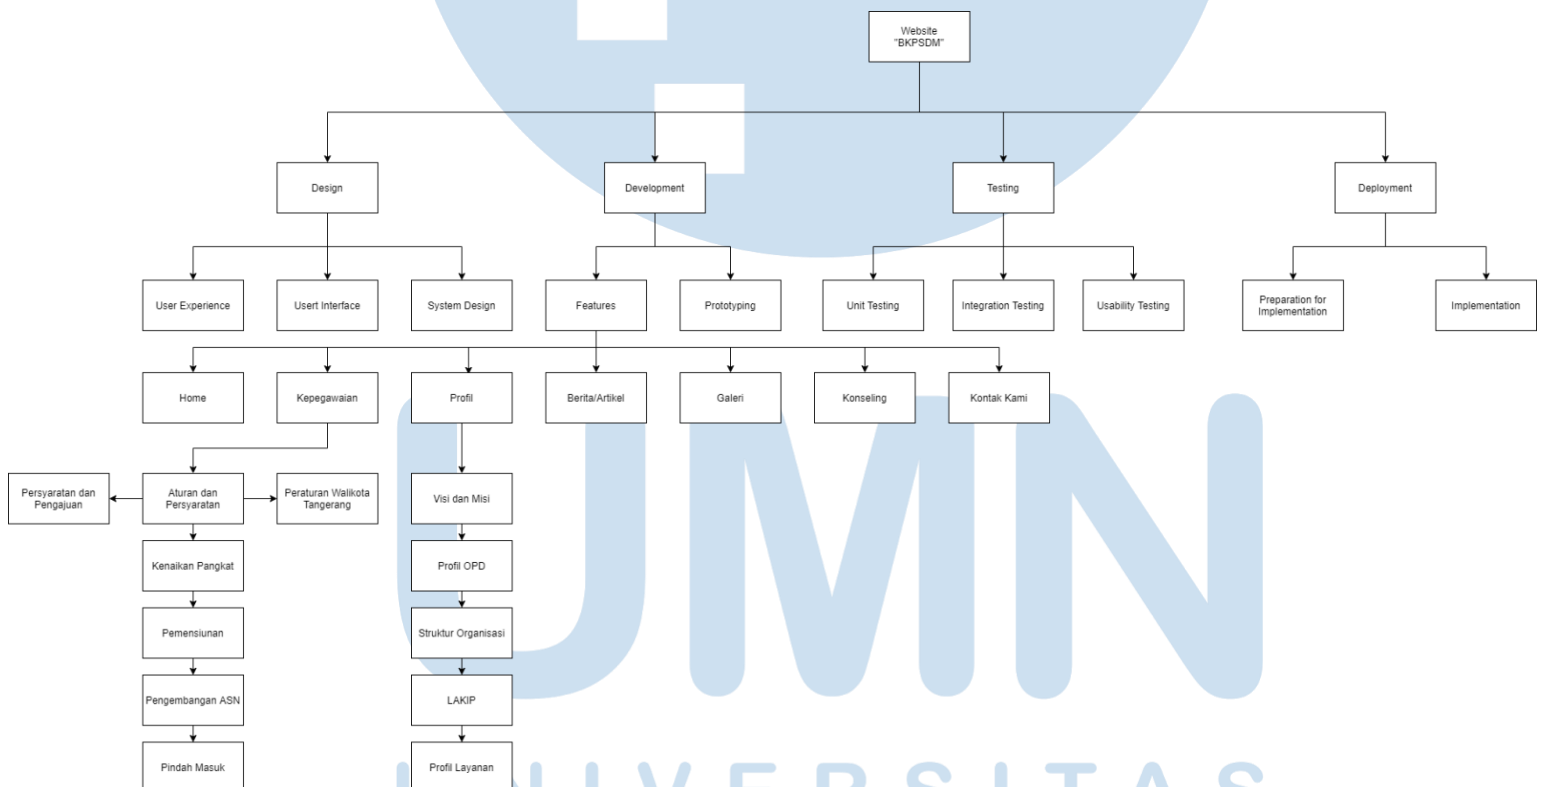 Website
"BKPSDM"
Design
Development
Testing
Deployment
User Experience
Usert Interface
System Design
Features
Prototyping
Unit Testing
Integration Testing
Usability Testing
Preparation for
Implementation
Implementation
Home
Kepegawaian
Profil
Berita/Artikel
Galeri
Konseling
Kontak Kami
Persyaratan dan
Pengajuan
Aturan dan
Persyaratan
Peraturan Walikota
Tangerang
Visi dan Misi
Kenaikan Pangkat
Profil OPD
Pemensiunan
Struktur Organisasi
Pengembangan ASN
LAKIP
Pindah Masuk
Profil Layanan
UMN
UNIVERSITAS